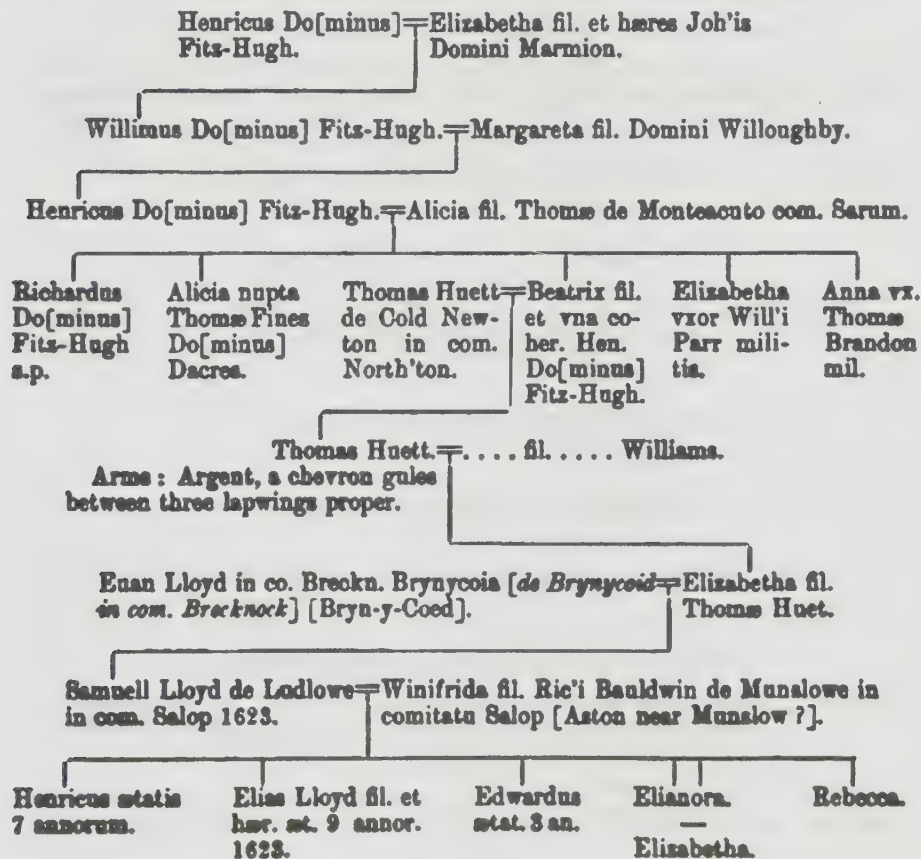 Henricus Do[minus]=Elizabetha fil. et hæres Joh'is
Fitz-Hugh. Domini Marmion.
Willimus Do[minus] Fitz-Hugh.=Margareta fil. Domini Willoughby.
Henricus Do[minus] Fitz-Hugh.=Alicia fil. Thomæ de Monteacuto com. Sarum.
Richardus
Do[minus]
Fitz-Hugh
s.p.
Alicia nupta
Thomæ Fines
Do[minus]
Dacres.
Thomas Huett=
de Cold New-
ton in com.
North'ton.
Beatrix fil.
et vna co-
her. Hen.
Do[minus]
Fitz-Hugh.
Elizabetha
vxor Will'i
Parr mili-
tis.
Anna vx.
Thomæ
Brandon
mil.
Thomas Huett.=. . . . fil. . . . . Williams.
Arms : Argent, a chevron gules
between three lapwings proper.
Euan Lloyd in co. Breckn. Brynycoia [de Brynycoid=Elizabetha fil.
in com. Brecknock] [Bryn-y-Coed]. Thomæ Huet.
Samuell Lloyd de Ludlowe=Winifrida fil. Ric'i Bauldwin de Munslowe in
in com. Salop 1623. comitatu Salop [Aston near Munslow ?].
Henricus ætatis
7 annorum.
Elias Lloyd fil. et
hær. æt. 9 annor.
1623.
Edwardus
ætat. 3 an.
Elianora.
—
Elizabetha.
Rebecca.